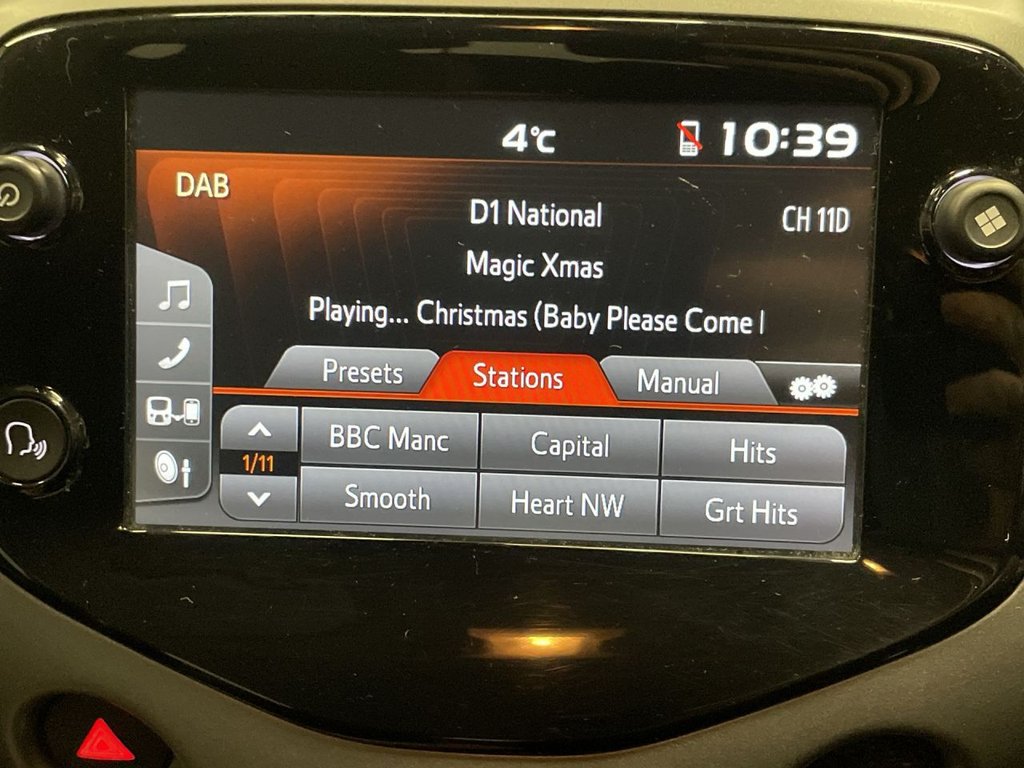 4°C 10:39
DAB
D1 National CH 11D
Magic Xmas
Playing... Christmas (Baby Please Come
Presets Stations Manual
BBC Manc Capital Hits
1/11
Smooth Heart NW Grt Hits